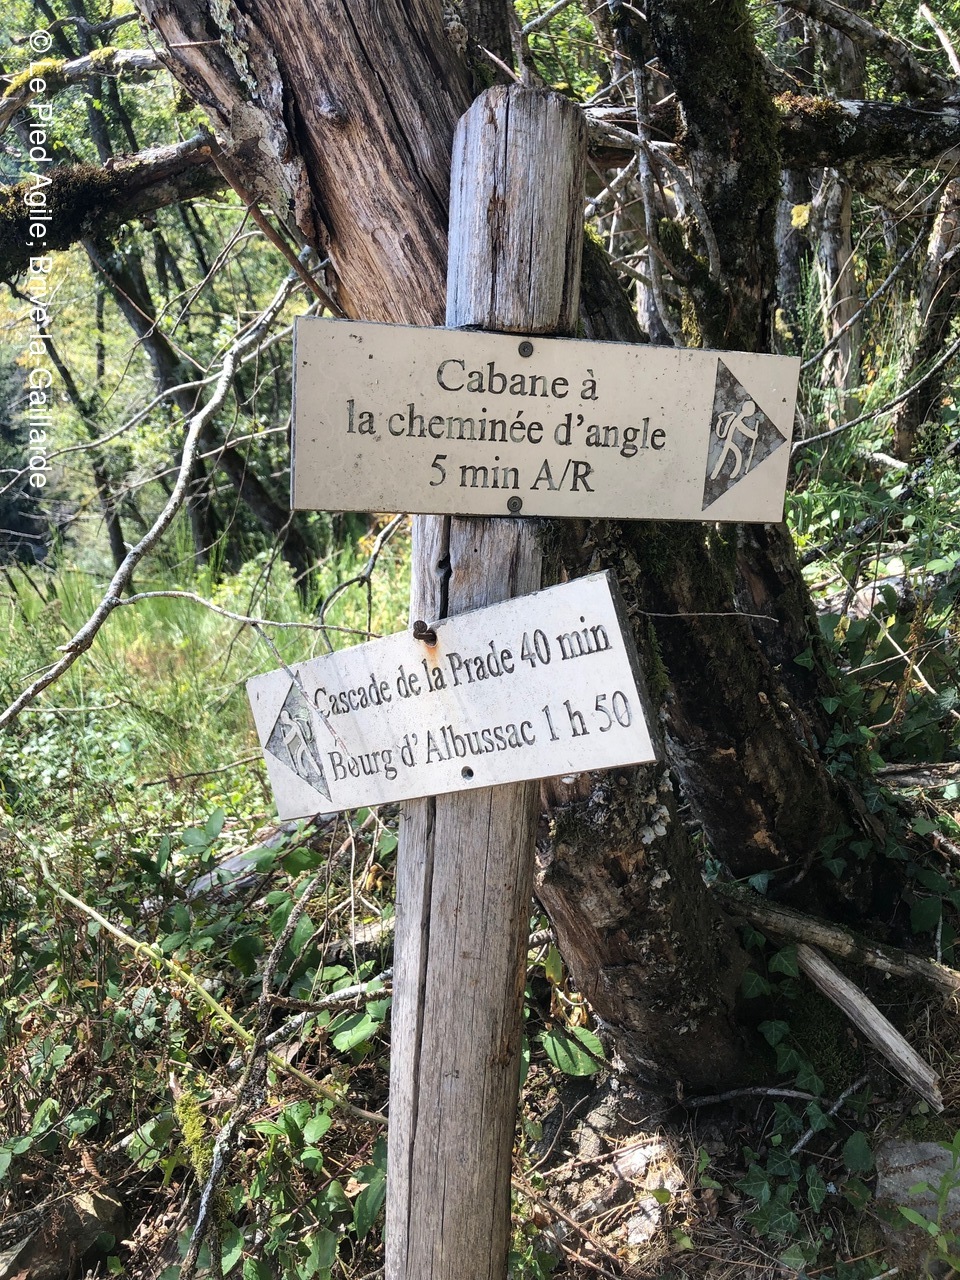 © Le Pied Agile; Brive-la Gaillarde
Cabane à
la cheminée d'angle
5 min A/R
Cascade de la Prade 40 min
Bourg d'Albussac 1 h 50